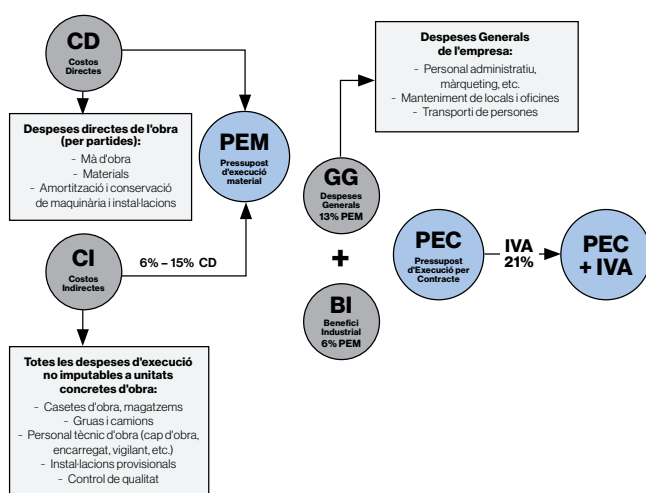 CD
Costos
Directes
Despeses directes de l'obra
(per partides):
- Mà d'obra
- Materials
- Amortització i conservació
de maquinària i instal·lacions
CI
Costos
Indirectes
6% – 15% CD
Totes les despeses d'execució
no imputables a unitats
concretes d'obra:
- Casetes d'obra, magatzems
- Gruas i camions
- Personal tècnic d'obra (cap d'obra,
encarregat, vigilant, etc.)
- Instal·lacions provisionals
- Control de qualitat
PEM
Pressupost
d'execució
material
Despeses Generals
de l'empresa:
- Personal administratiu,
màrqueting, etc.
- Manteniment de locals i oficines
- Transporti de persones
GG
Despeses
Generals
13% PEM
+
BI
Benefici
Industrial
6% PEM
PEC
Pressupost
d'Execució per
Contracte
IVA
21%
PEC
+ IVA